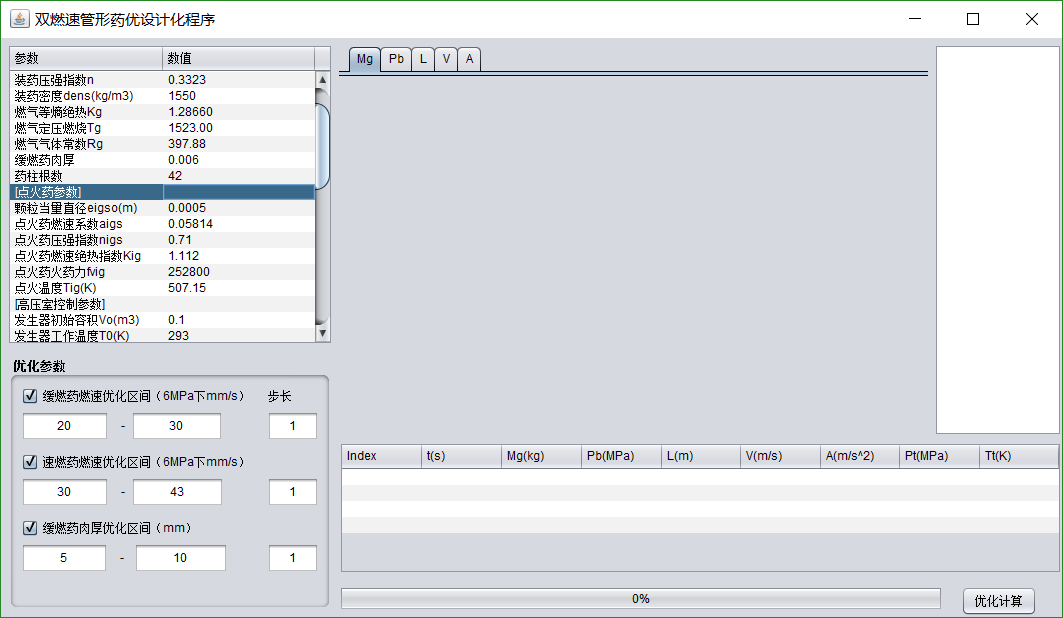 双燃速管形药优设计化程序
参数 数值
装药压强指数n 0.3323
装药密度dens(kg/m3) 1550
燃气等熵绝热Kg 1.28660
燃气定压燃烧Tg 1523.00
燃气气体常数Rg 397.88
缓燃药肉厚 0.006
药柱根数 42
[点火药参数]
颗粒当量直径eigso(m) 0.0005
点火药燃速系数aigs 0.05814
点火药压强指数nigs 0.71
点火药燃速绝热指数Kig 1.112
点火药火药力fvig 252800
点火温度Tig(K) 507.15
[高压室控制参数]
发生器初始容积Vo(m3) 0.1
发生器工作温度T0(K) 293
优化参数
缓燃药燃速优化区间（6MPa下mm/s） 步长
20 - 30 1
速燃药燃速优化区间（6MPa下mm/s）
30 - 43 1
缓燃药肉厚优化区间（mm）
5 - 10 1
Mg Pb L V A
Index t(s) Mg(kg) Pb(MPa) L(m) V(m/s) A(m/s^2) Pt(MPa) Tt(K)
0%
优化计算